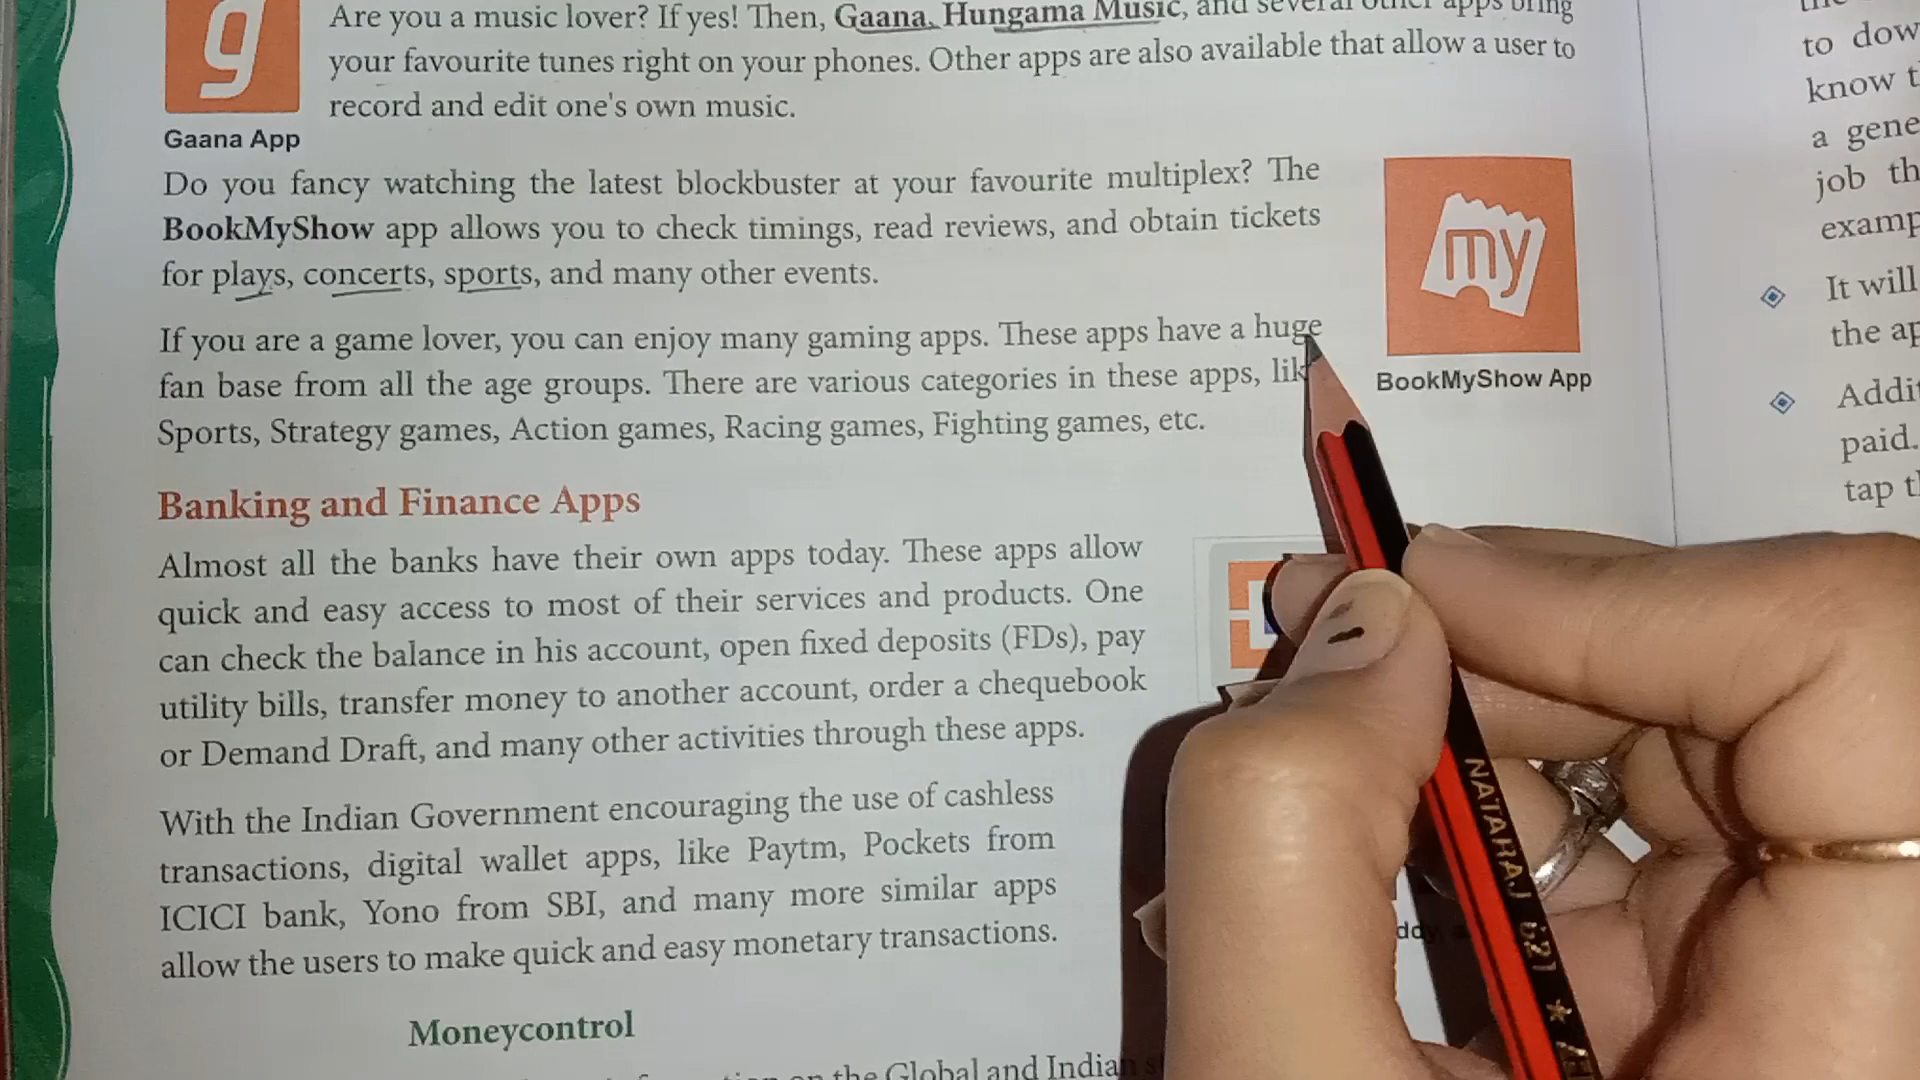 g
Are you a music lover? If yes! Then, Gaana, Hungama Music, and several other apps bring
your favourite tunes right on your phones. Other apps are also available that allow a user to
record and edit one's own music.
Gaana App
Do you fancy watching the latest blockbuster at your favourite multiplex? The
BookMyShow app allows you to check timings, read reviews, and obtain tickets
for plays, concerts, sports, and many other events.
my
BookMyShow App
If you are a game lover, you can enjoy many gaming apps. These apps have a huge
fan base from all the age groups. There are various categories in these apps, lik
Sports, Strategy games, Action games, Racing games, Fighting games, etc.
Banking and Finance Apps
Almost all the banks have their own apps today. These apps allow
quick and easy access to most of their services and products. One
can check the balance in his account, open fixed deposits (FDs), pay
utility bills, transfer money to another account, order a chequebook
or Demand Draft, and many other activities through these apps.
With the Indian Government encouraging the use of cashless
transactions, digital wallet apps, like Paytm, Pockets from
ICICI bank, Yono from SBI, and many more similar apps
allow the users to make quick and easy monetary transactions.
Moneycontrol
on the Global and Indian
to dow
know t
a gene
job th
examp
It will
the ap
Addit
paid.
tap th
NATARAJ 621